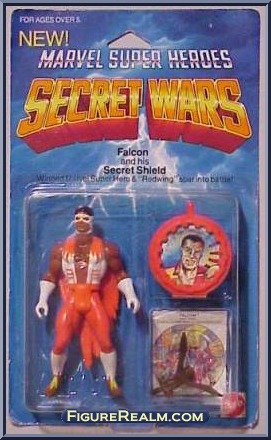 FOR AGES OVER 5.
NEW!
MARVEL SUPER HEROES
SECRET WARS
Falcon
and his
Secret Shield
Winged Marvel Super Hero & "Redwing" soar into battle!
FIGUREREALM.COM